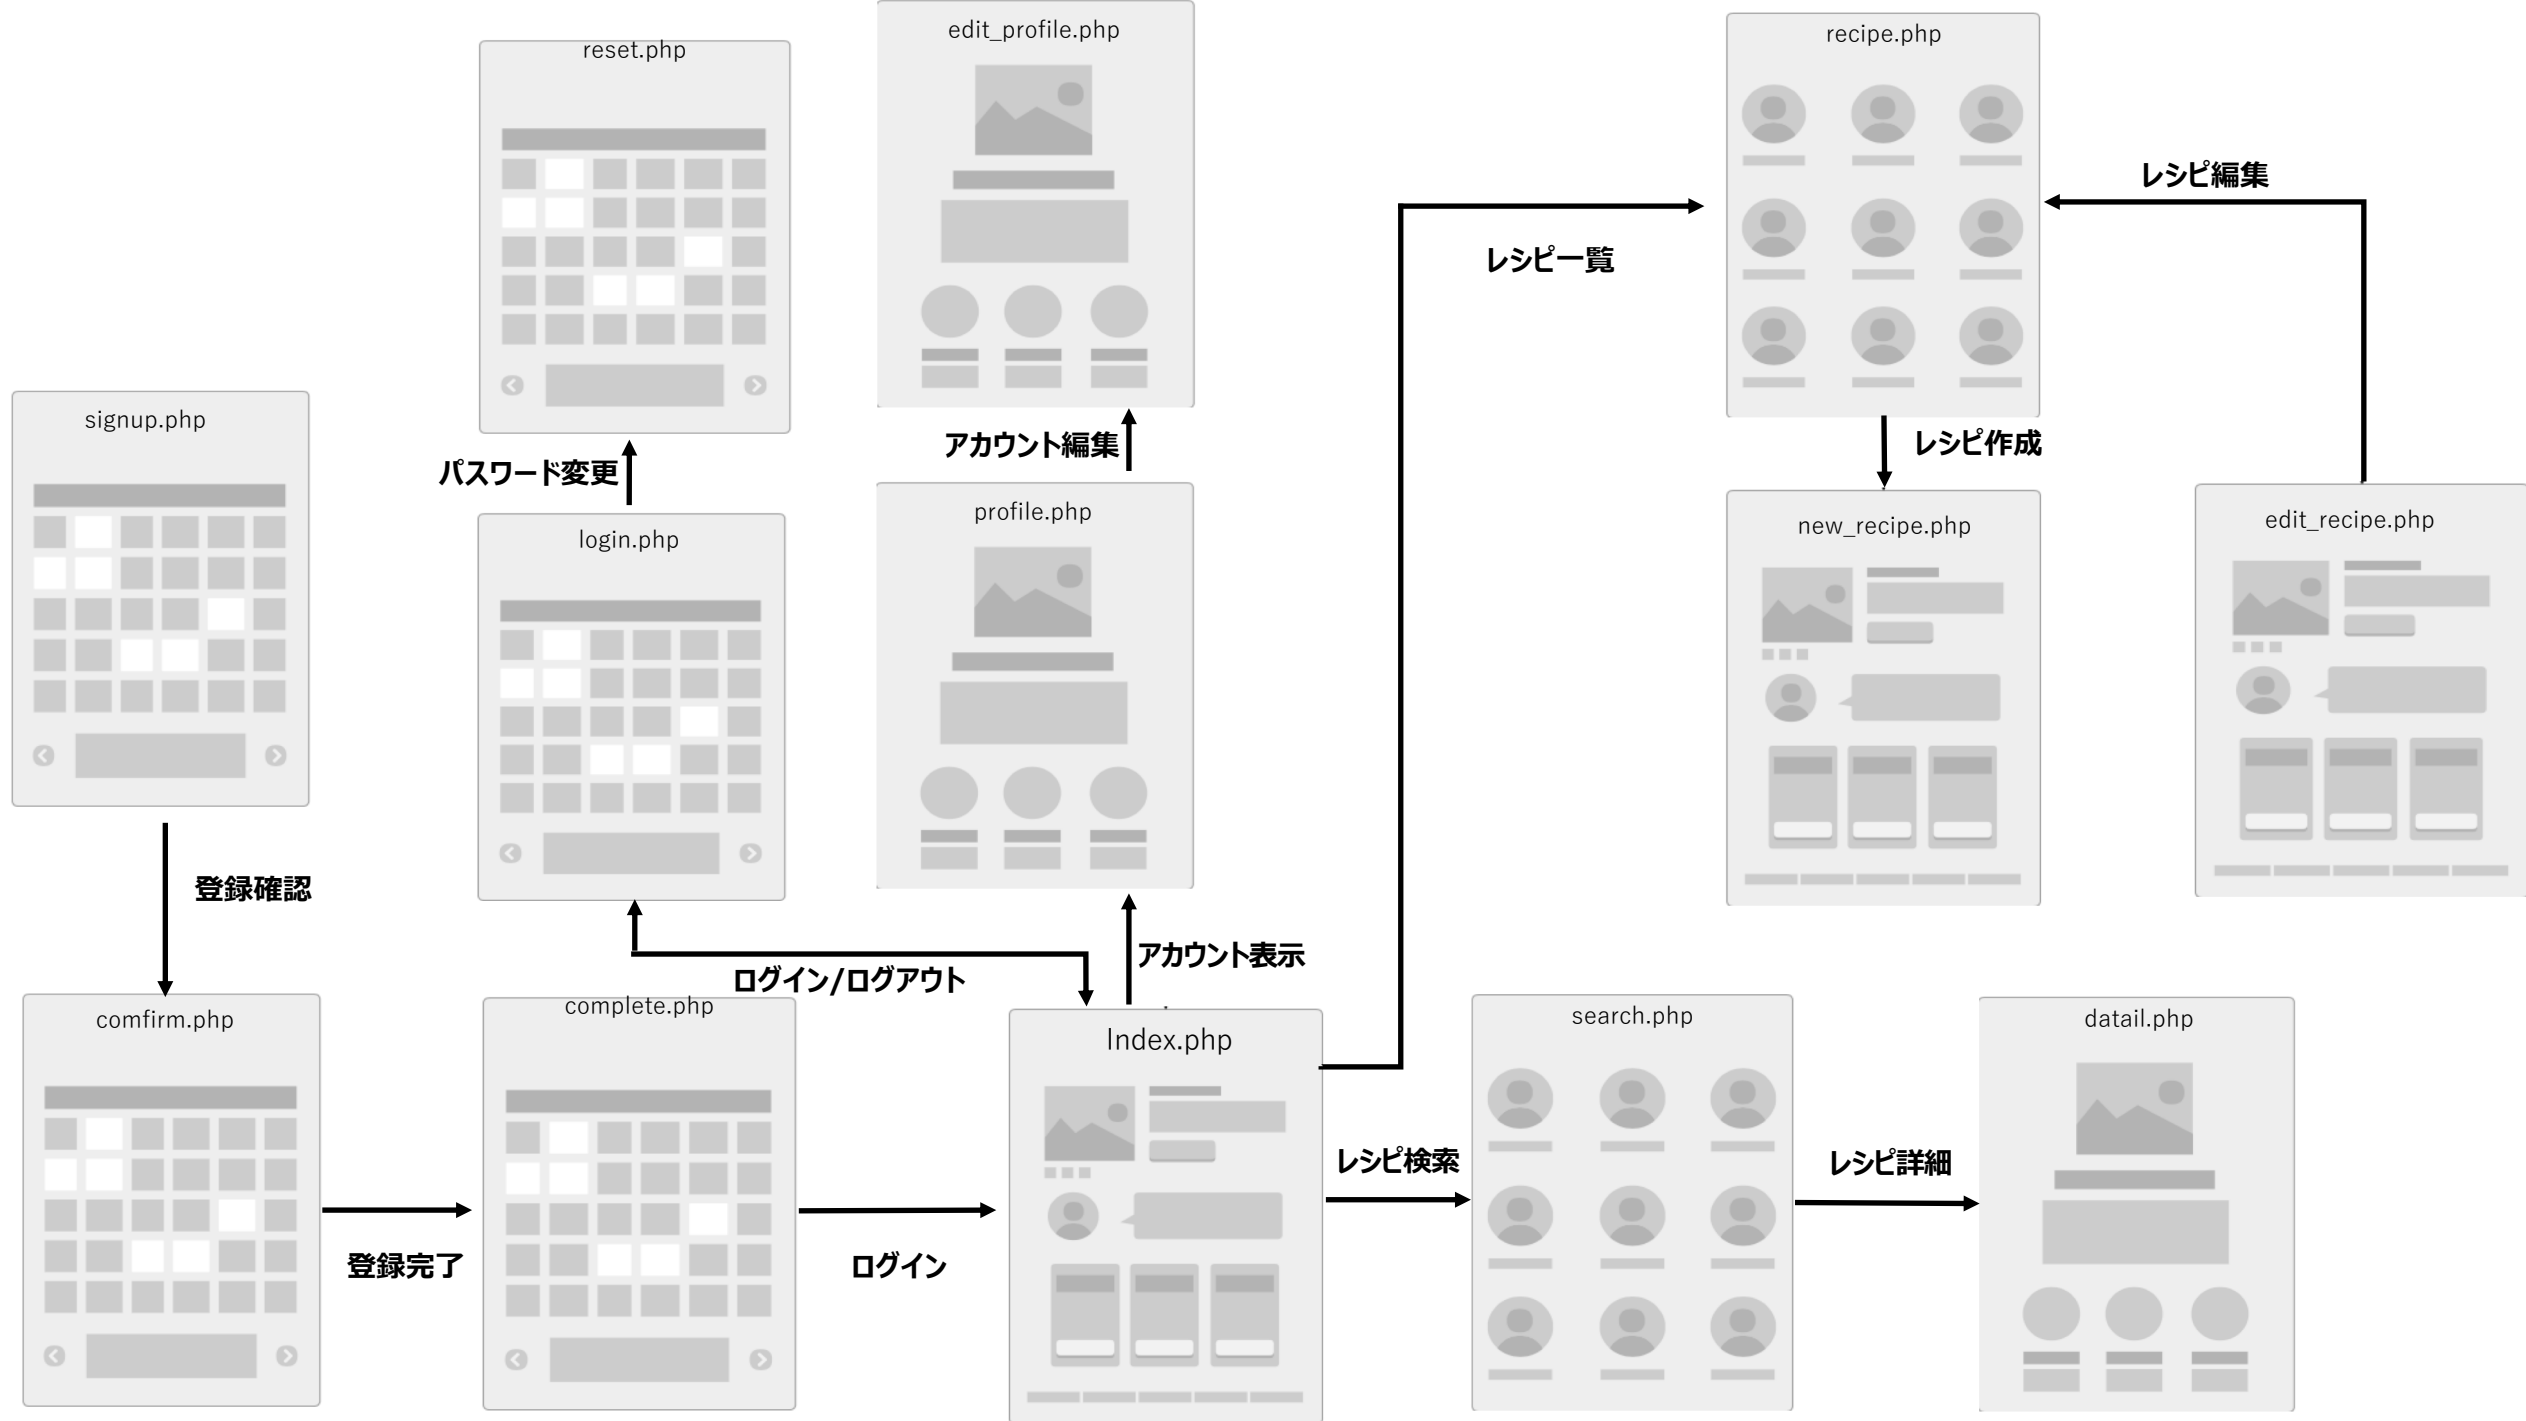 edit_profile.php
recipe.php
reset.php
レシピ編集
レシピ一覧
signup.php
アカウント編集
レシピ作成
パスワード変更
profile.php
new_recipe.php
edit_recipe.php
login.php
登録確認
アカウント表示
ログイン/ログアウト
comfirm.php
complete.php
Index.php
search.php
datail.php
レシピ検索
レシピ詳細
登録完了
ログイン